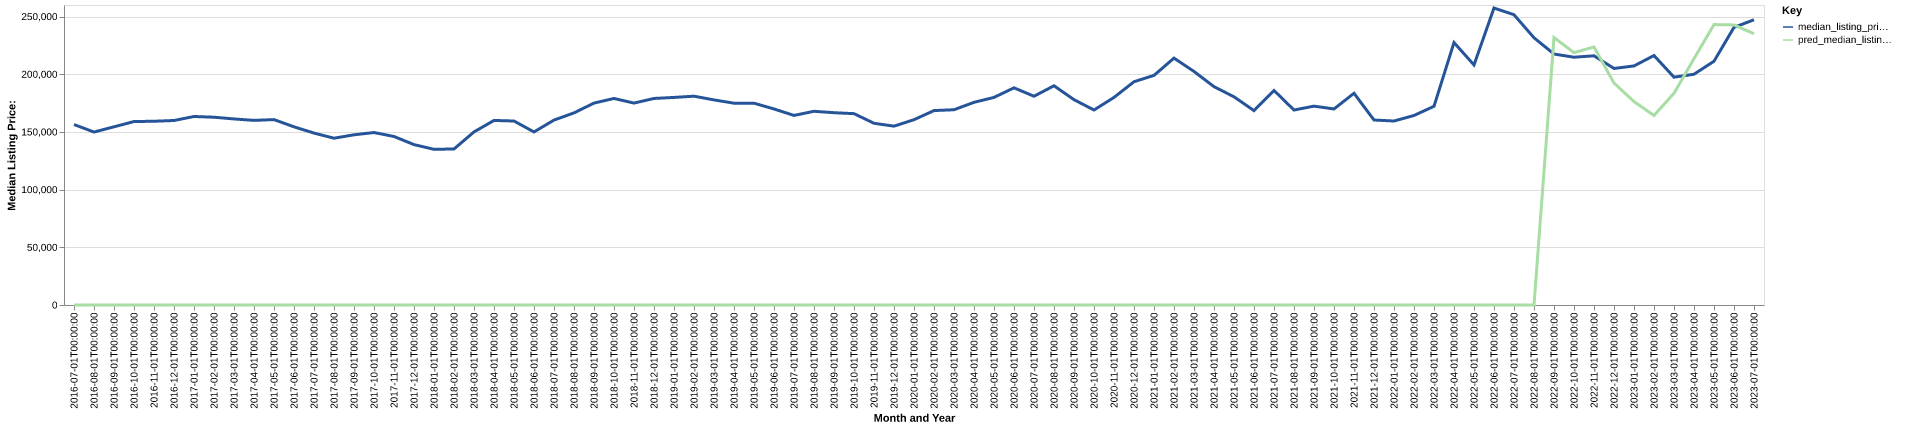 Key
median_listing_pri…
pred_median_listin…
Median Listing Price:
250,000
200,000
150,000
100,000
50,000
0
2016-07-01T00:00:00
2016-08-01T00:00:00
2016-09-01T00:00:00
2016-10-01T00:00:00
2016-11-01T00:00:00
2016-12-01T00:00:00
2017-01-01T00:00:00
2017-02-01T00:00:00
2017-03-01T00:00:00
2017-04-01T00:00:00
2017-05-01T00:00:00
2017-06-01T00:00:00
2017-07-01T00:00:00
2017-08-01T00:00:00
2017-09-01T00:00:00
2017-10-01T00:00:00
2017-11-01T00:00:00
2017-12-01T00:00:00
2018-01-01T00:00:00
2018-02-01T00:00:00
2018-03-01T00:00:00
2018-04-01T00:00:00
2018-05-01T00:00:00
2018-06-01T00:00:00
2018-07-01T00:00:00
2018-08-01T00:00:00
2018-09-01T00:00:00
2018-10-01T00:00:00
2018-11-01T00:00:00
2018-12-01T00:00:00
2019-01-01T00:00:00
2019-02-01T00:00:00
2019-03-01T00:00:00
2019-04-01T00:00:00
2019-05-01T00:00:00
2019-06-01T00:00:00
2019-07-01T00:00:00
2019-08-01T00:00:00
2019-09-01T00:00:00
2019-10-01T00:00:00
2019-11-01T00:00:00
2019-12-01T00:00:00
2020-01-01T00:00:00
2020-02-01T00:00:00
2020-03-01T00:00:00
2020-04-01T00:00:00
2020-05-01T00:00:00
2020-06-01T00:00:00
2020-07-01T00:00:00
2020-08-01T00:00:00
2020-09-01T00:00:00
2020-10-01T00:00:00
2020-11-01T00:00:00
2020-12-01T00:00:00
2021-01-01T00:00:00
2021-02-01T00:00:00
2021-03-01T00:00:00
2021-04-01T00:00:00
2021-05-01T00:00:00
2021-06-01T00:00:00
2021-07-01T00:00:00
2021-08-01T00:00:00
2021-09-01T00:00:00
2021-10-01T00:00:00
2021-11-01T00:00:00
2021-12-01T00:00:00
2022-01-01T00:00:00
2022-02-01T00:00:00
2022-03-01T00:00:00
2022-04-01T00:00:00
2022-05-01T00:00:00
2022-06-01T00:00:00
2022-07-01T00:00:00
2022-08-01T00:00:00
2022-09-01T00:00:00
2022-10-01T00:00:00
2022-11-01T00:00:00
2022-12-01T00:00:00
2023-01-01T00:00:00
2023-02-01T00:00:00
2023-03-01T00:00:00
2023-04-01T00:00:00
2023-05-01T00:00:00
2023-06-01T00:00:00
2023-07-01T00:00:00
Month and Year